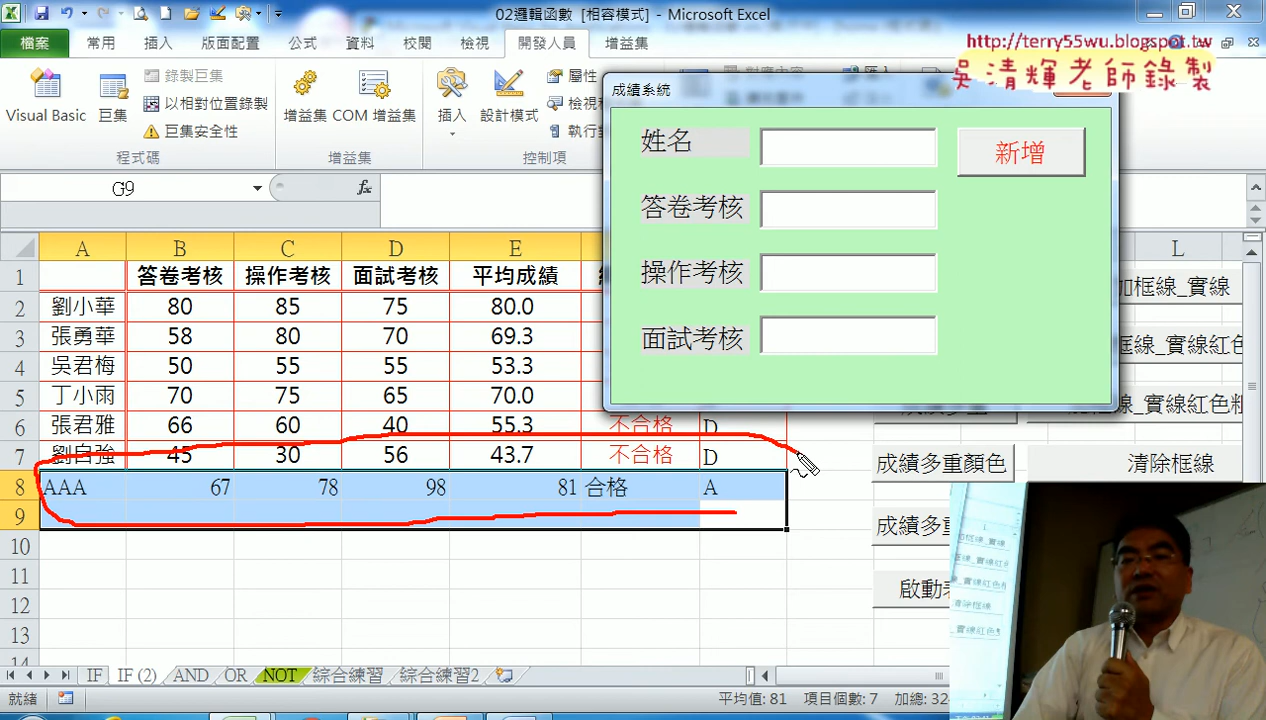 02邏輯函數 [相容模式] - Microsoft Excel
檔案 常用 插入 版面配置 公式 資料 校閱 檢視 開發人員 增益集
http://terry55wu.blogspot.tw
吳清輝老師錄製
Visual Basic 巨集 錄製巨集 以相對位置錄製 巨集安全性
增益集 COM 增益集 插入 設計模式 屬性
程式碼 增益集 控制項
G9 fx
成績系統
姓名 新增
答卷考核
操作考核
面試考核
A B C D E L
1 答卷考核 操作考核 面試考核 平均成績
2 劉小華 80 85 75 80.0
3 張勇華 58 80 70 69.3
4 吳君梅 50 55 55 53.3
5 丁小雨 70 75 65 70.0
6 張君雅 66 60 40 55.3 不合格 D
7 劉自強 45 30 56 43.7 不合格 D
8 AAA 67 78 98 81 合格 A
9
10
11
12
13
加框線_實線
框線_實線紅色
框線_實線紅色粗
成績多重顏色 清除框線
成績多重
啟動表
IF IF (2) AND OR NOT 綜合練習 綜合練習2
就緒 平均值: 81 項目個數: 7 加總: 324